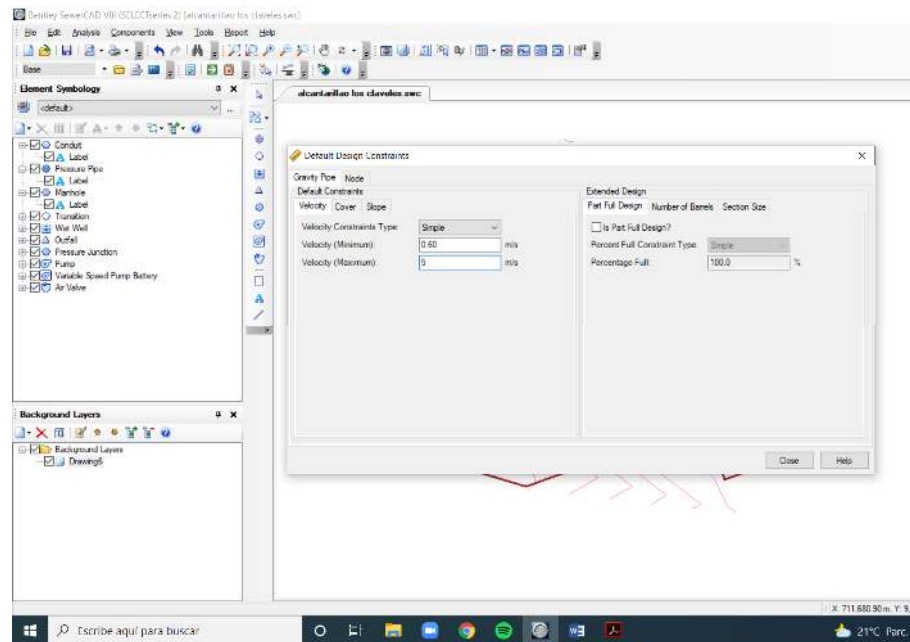 Bentley SewerCAD V8i (SELECTseries 2) [alcantarillao los claveles.swc]
File Edit Analysis Components View Tools Report Help
Base
Element Symbology
<default>
Conduit
Label
Pressure Pipe
Label
Manhole
Label
Transition
Wet Well
Outfall
Pressure Junction
Pump
Variable Speed Pump Battery
Air Valve
alcantarillao los claveles.swc
Default Design Constraints
Gravity Pipe Node
Default Constraints
Velocity Cover Slope
Velocity Constraints Type: Simple
Velocity (Minimum): 0.60 m/s
Velocity (Maximum): 5 m/s
Extended Design
Part Full Design Number of Barrels Section Size
Is Part Full Design?
Percent Full Constraint Type: Simple
Percentage Full: 100.0 %
Close Help
Background Layers
Background Layers
Drawing6
X: 711.680.90 m, Y: 9,
Escribe aquí para buscar
21°C Parc.